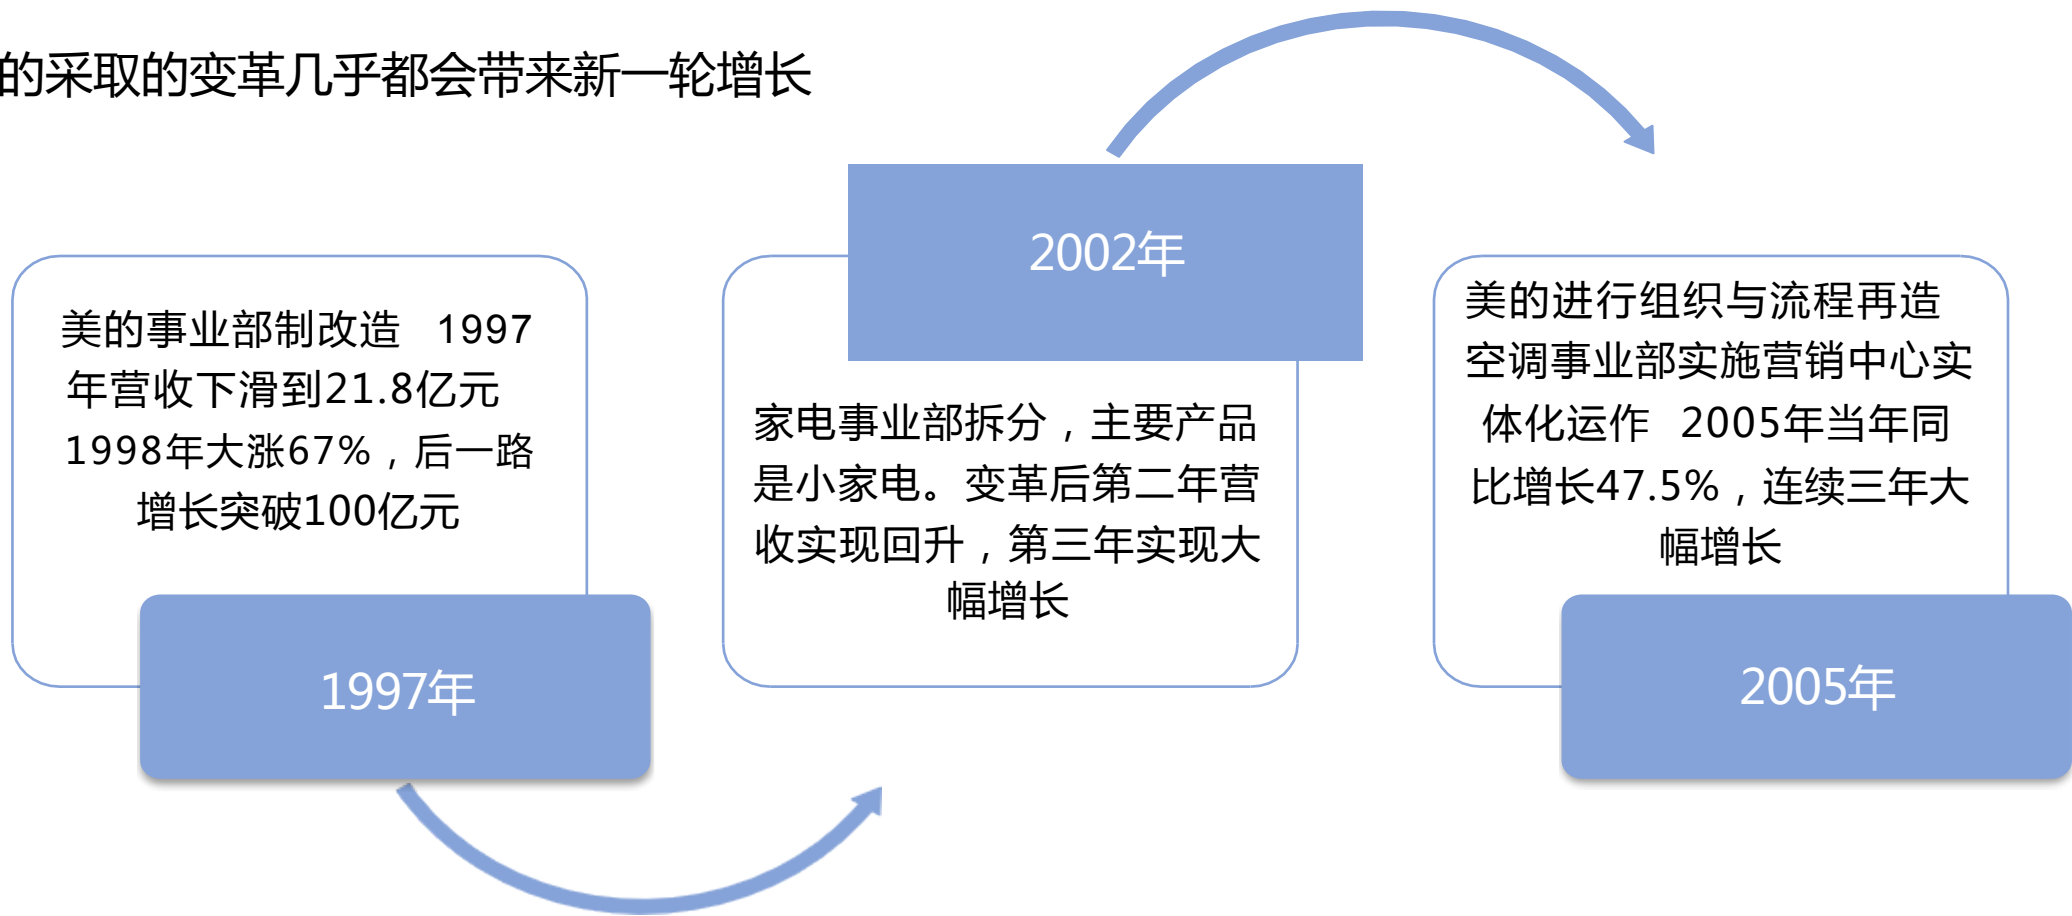 的采取的变革几乎都会带来新一轮增长
美的事业部制改造 1997
年营收下滑到21.8亿元
1998年大涨67%，后一路
增长突破100亿元
1997年
2002年
家电事业部拆分，主要产品
是小家电。变革后第二年营
收实现回升，第三年实现大
幅增长
美的进行组织与流程再造
空调事业部实施营销中心实
体化运作 2005年当年同
比增长47.5%，连续三年大
幅增长
2005年